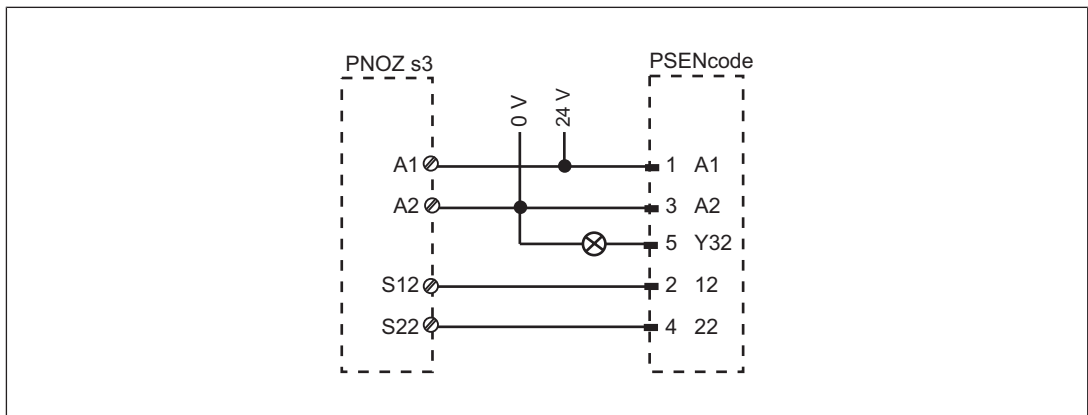 PNOZ s3
PSENcode
0 V
24 V
A1
1 A1
A2
3 A2
5 Y32
S12
2 12
S22
4 22